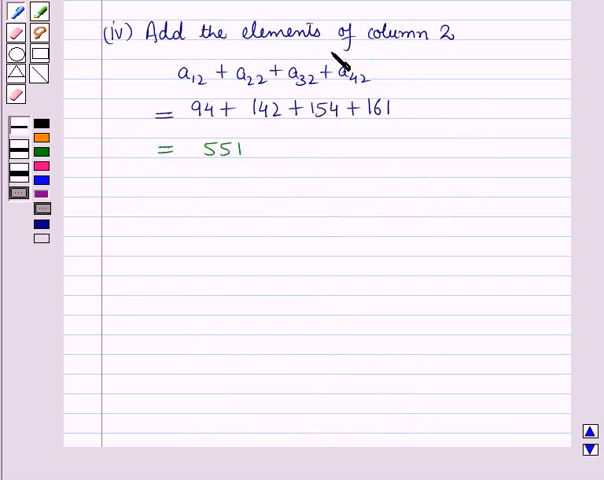 (iv) Add the elements of column 2
a₁₂ + a₂₂ + a₃₂ + a₄₂
= 94 + 142 + 154 + 161
= 551